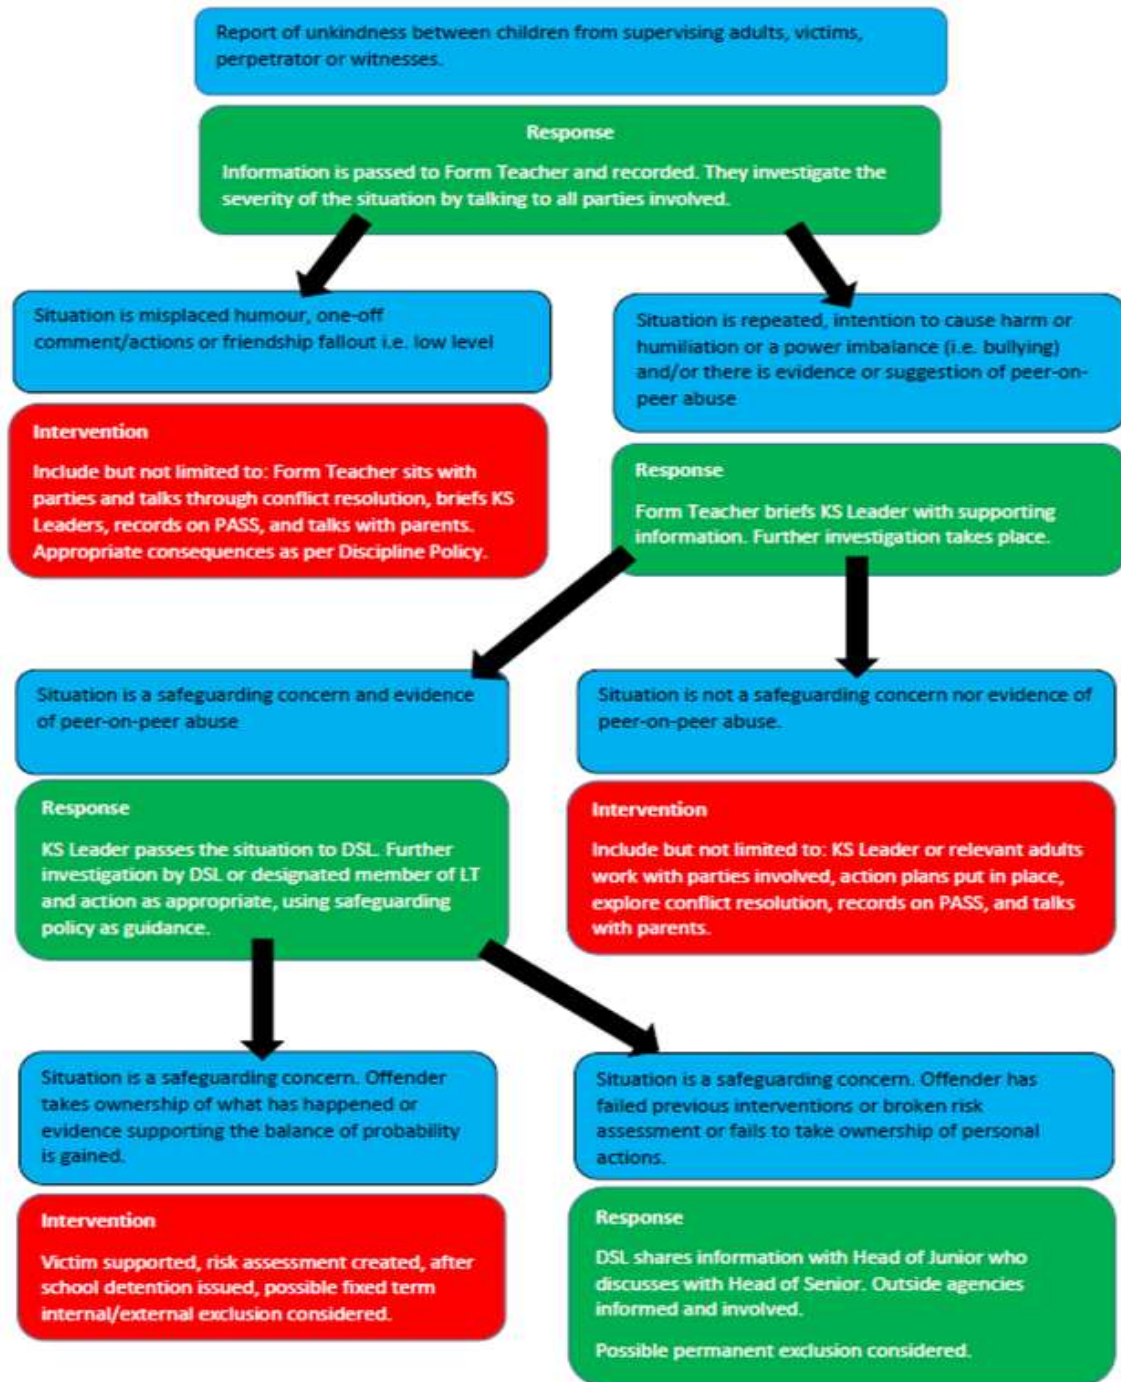 Report of unkindness between children from supervising adults, victims,
perpetrator or witnesses.
Response
Information is passed to Form Teacher and recorded. They investigate the
severity of the situation by talking to all parties involved.
Situation is misplaced humour, one-off
comment/actions or friendship fallout i.e. low level
Intervention
Include but not limited to: Form Teacher sits with
parties and talks through conflict resolution, briefs KS
Leaders, records on PASS, and talks with parents.
Appropriate consequences as per Discipline Policy.
Situation is repeated, intention to cause harm or
humiliation or a power imbalance (i.e. bullying)
and/or there is evidence or suggestion of peer-on-
peer abuse
Response
Form Teacher briefs KS Leader with supporting
information. Further investigation takes place.
Situation is a safeguarding concern and evidence
of peer-on-peer abuse
Response
KS Leader passes the situation to DSL. Further
investigation by DSL or designated member of LT
and action as appropriate, using safeguarding
policy as guidance.
Situation is not a safeguarding concern nor evidence of
peer-on-peer abuse.
Intervention
Include but not limited to: KS Leader or relevant adults
work with parties involved, action plans put in place,
explore conflict resolution, records on PASS, and talks
with parents.
Situation is a safeguarding concern. Offender
takes ownership of what has happened or
evidence supporting the balance of probability
is gained.
Intervention
Victim supported, risk assessment created, after
school detention issued, possible fixed term
internal/external exclusion considered.
Situation is a safeguarding concern. Offender has
failed previous interventions or broken risk
assessment or fails to take ownership of personal
actions.
Response
DSL shares information with Head of Junior who
discusses with Head of Senior. Outside agencies
informed and involved.
Possible permanent exclusion considered.